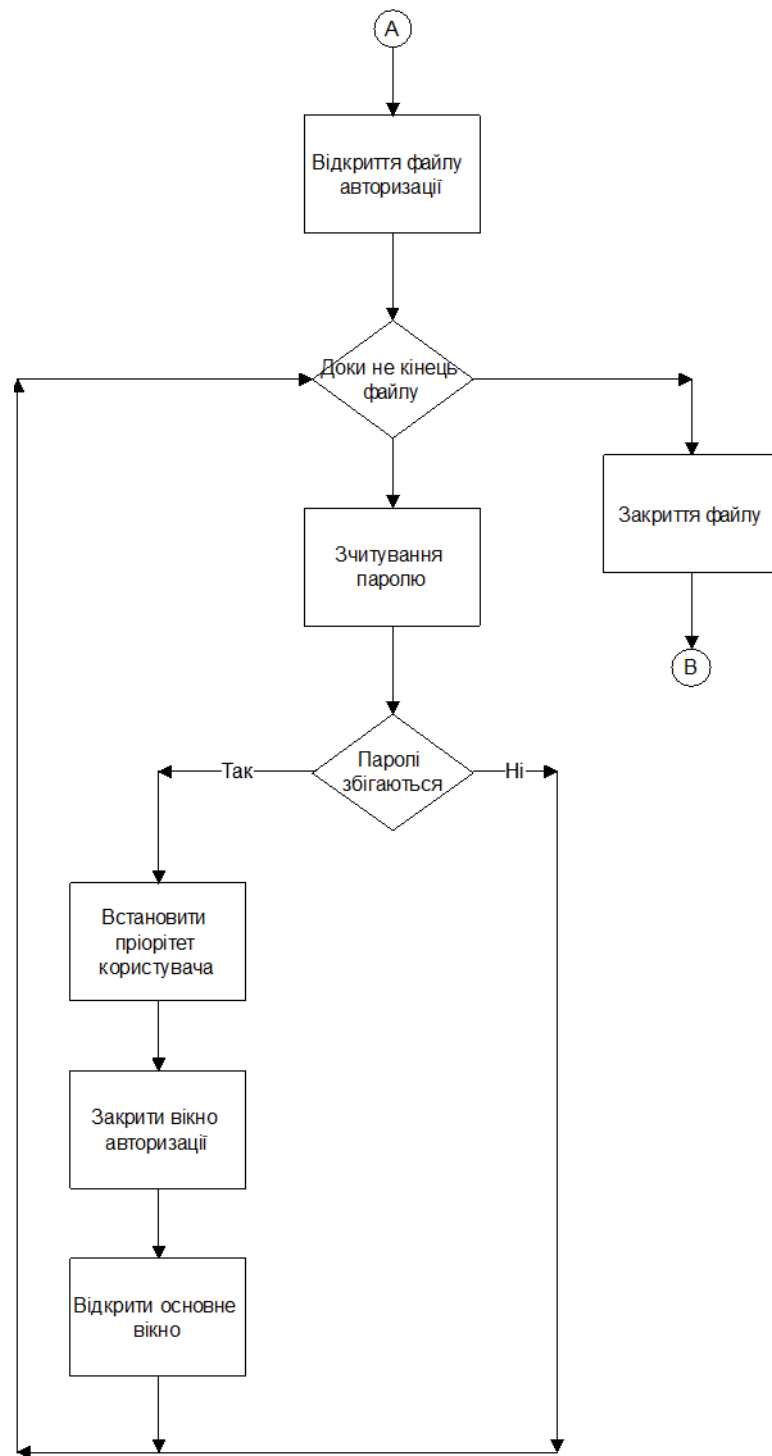 А
Відкриття файлу
авторизації
Доки не кінець
файлу
Закриття файлу
Зчитування
паролю
В
Паролі
збігаються
Так
Ні
Встановити
пріорітет
користувача
Закрити вікно
авторизації
Відкрити основне
вікно